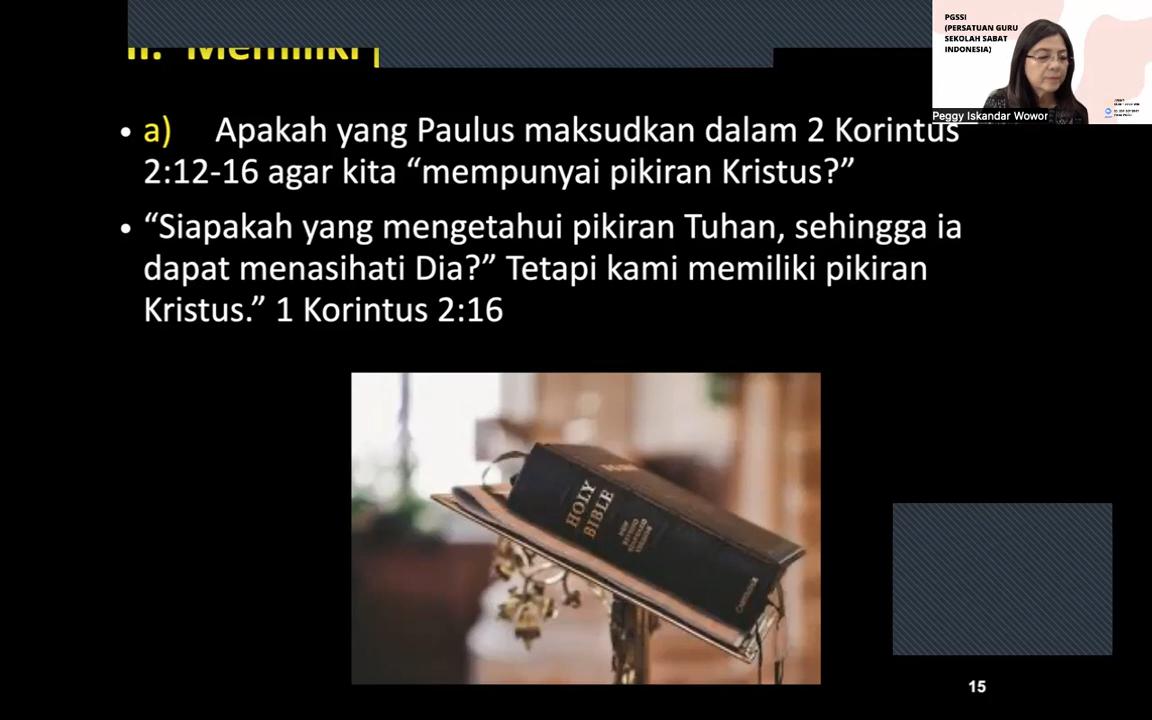 II. Memiliki
• a) Apakah yang Paulus maksudkan dalam 2 Korintus
2:12-16 agar kita “mempunyai pikiran Kristus?”
• “Siapakah yang mengetahui pikiran Tuhan, sehingga ia
dapat menasihati Dia?” Tetapi kami memiliki pikiran
Kristus.” 1 Korintus 2:16
PGSSI
(PERSATUAN GURU
SEKOLAH SABAT
INDONESIA)
Peggy Iskandar Wowor
HOLY
BIBLE
15